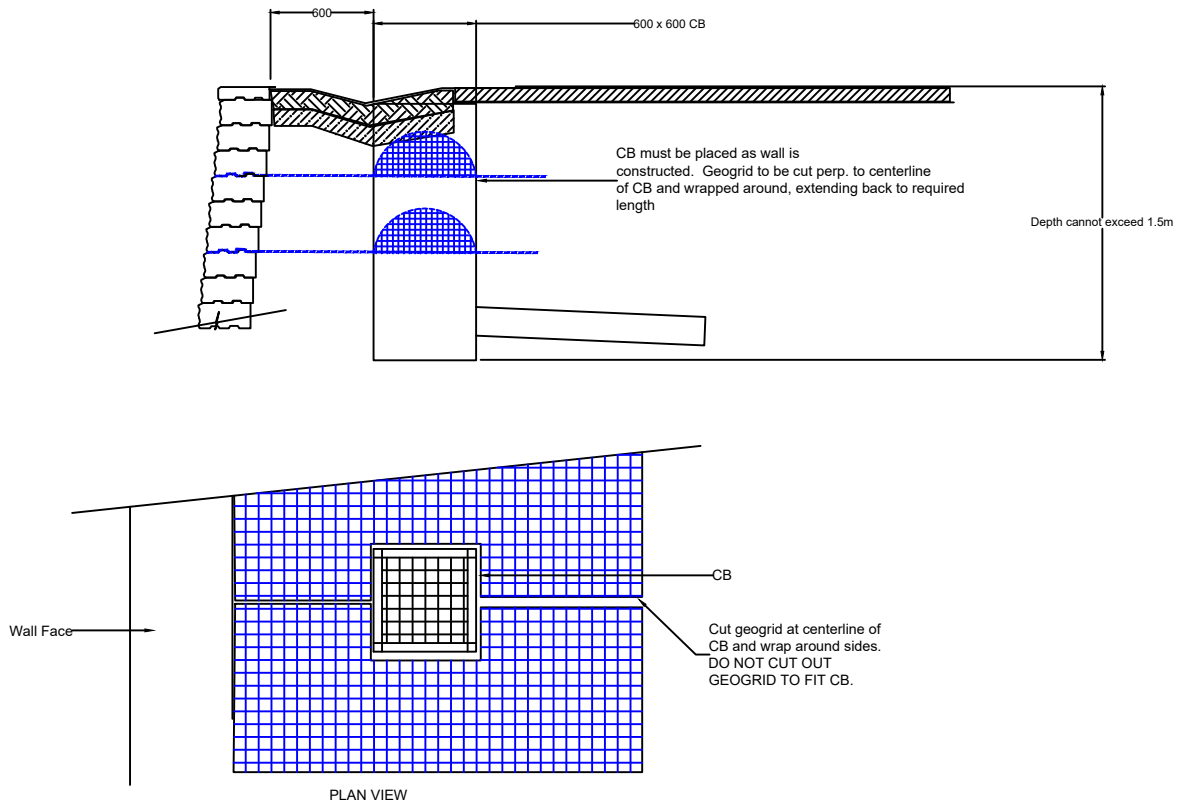 600
600 x 600 CB
CB must be placed as wall is
constructed. Geogrid to be cut perp. to centerline
of CB and wrapped around, extending back to required
length
Depth cannot exceed 1.5m
CB
Wall Face
Cut geogrid at centerline of
CB and wrap around sides.
DO NOT CUT OUT
GEOGRID TO FIT CB.
PLAN VIEW